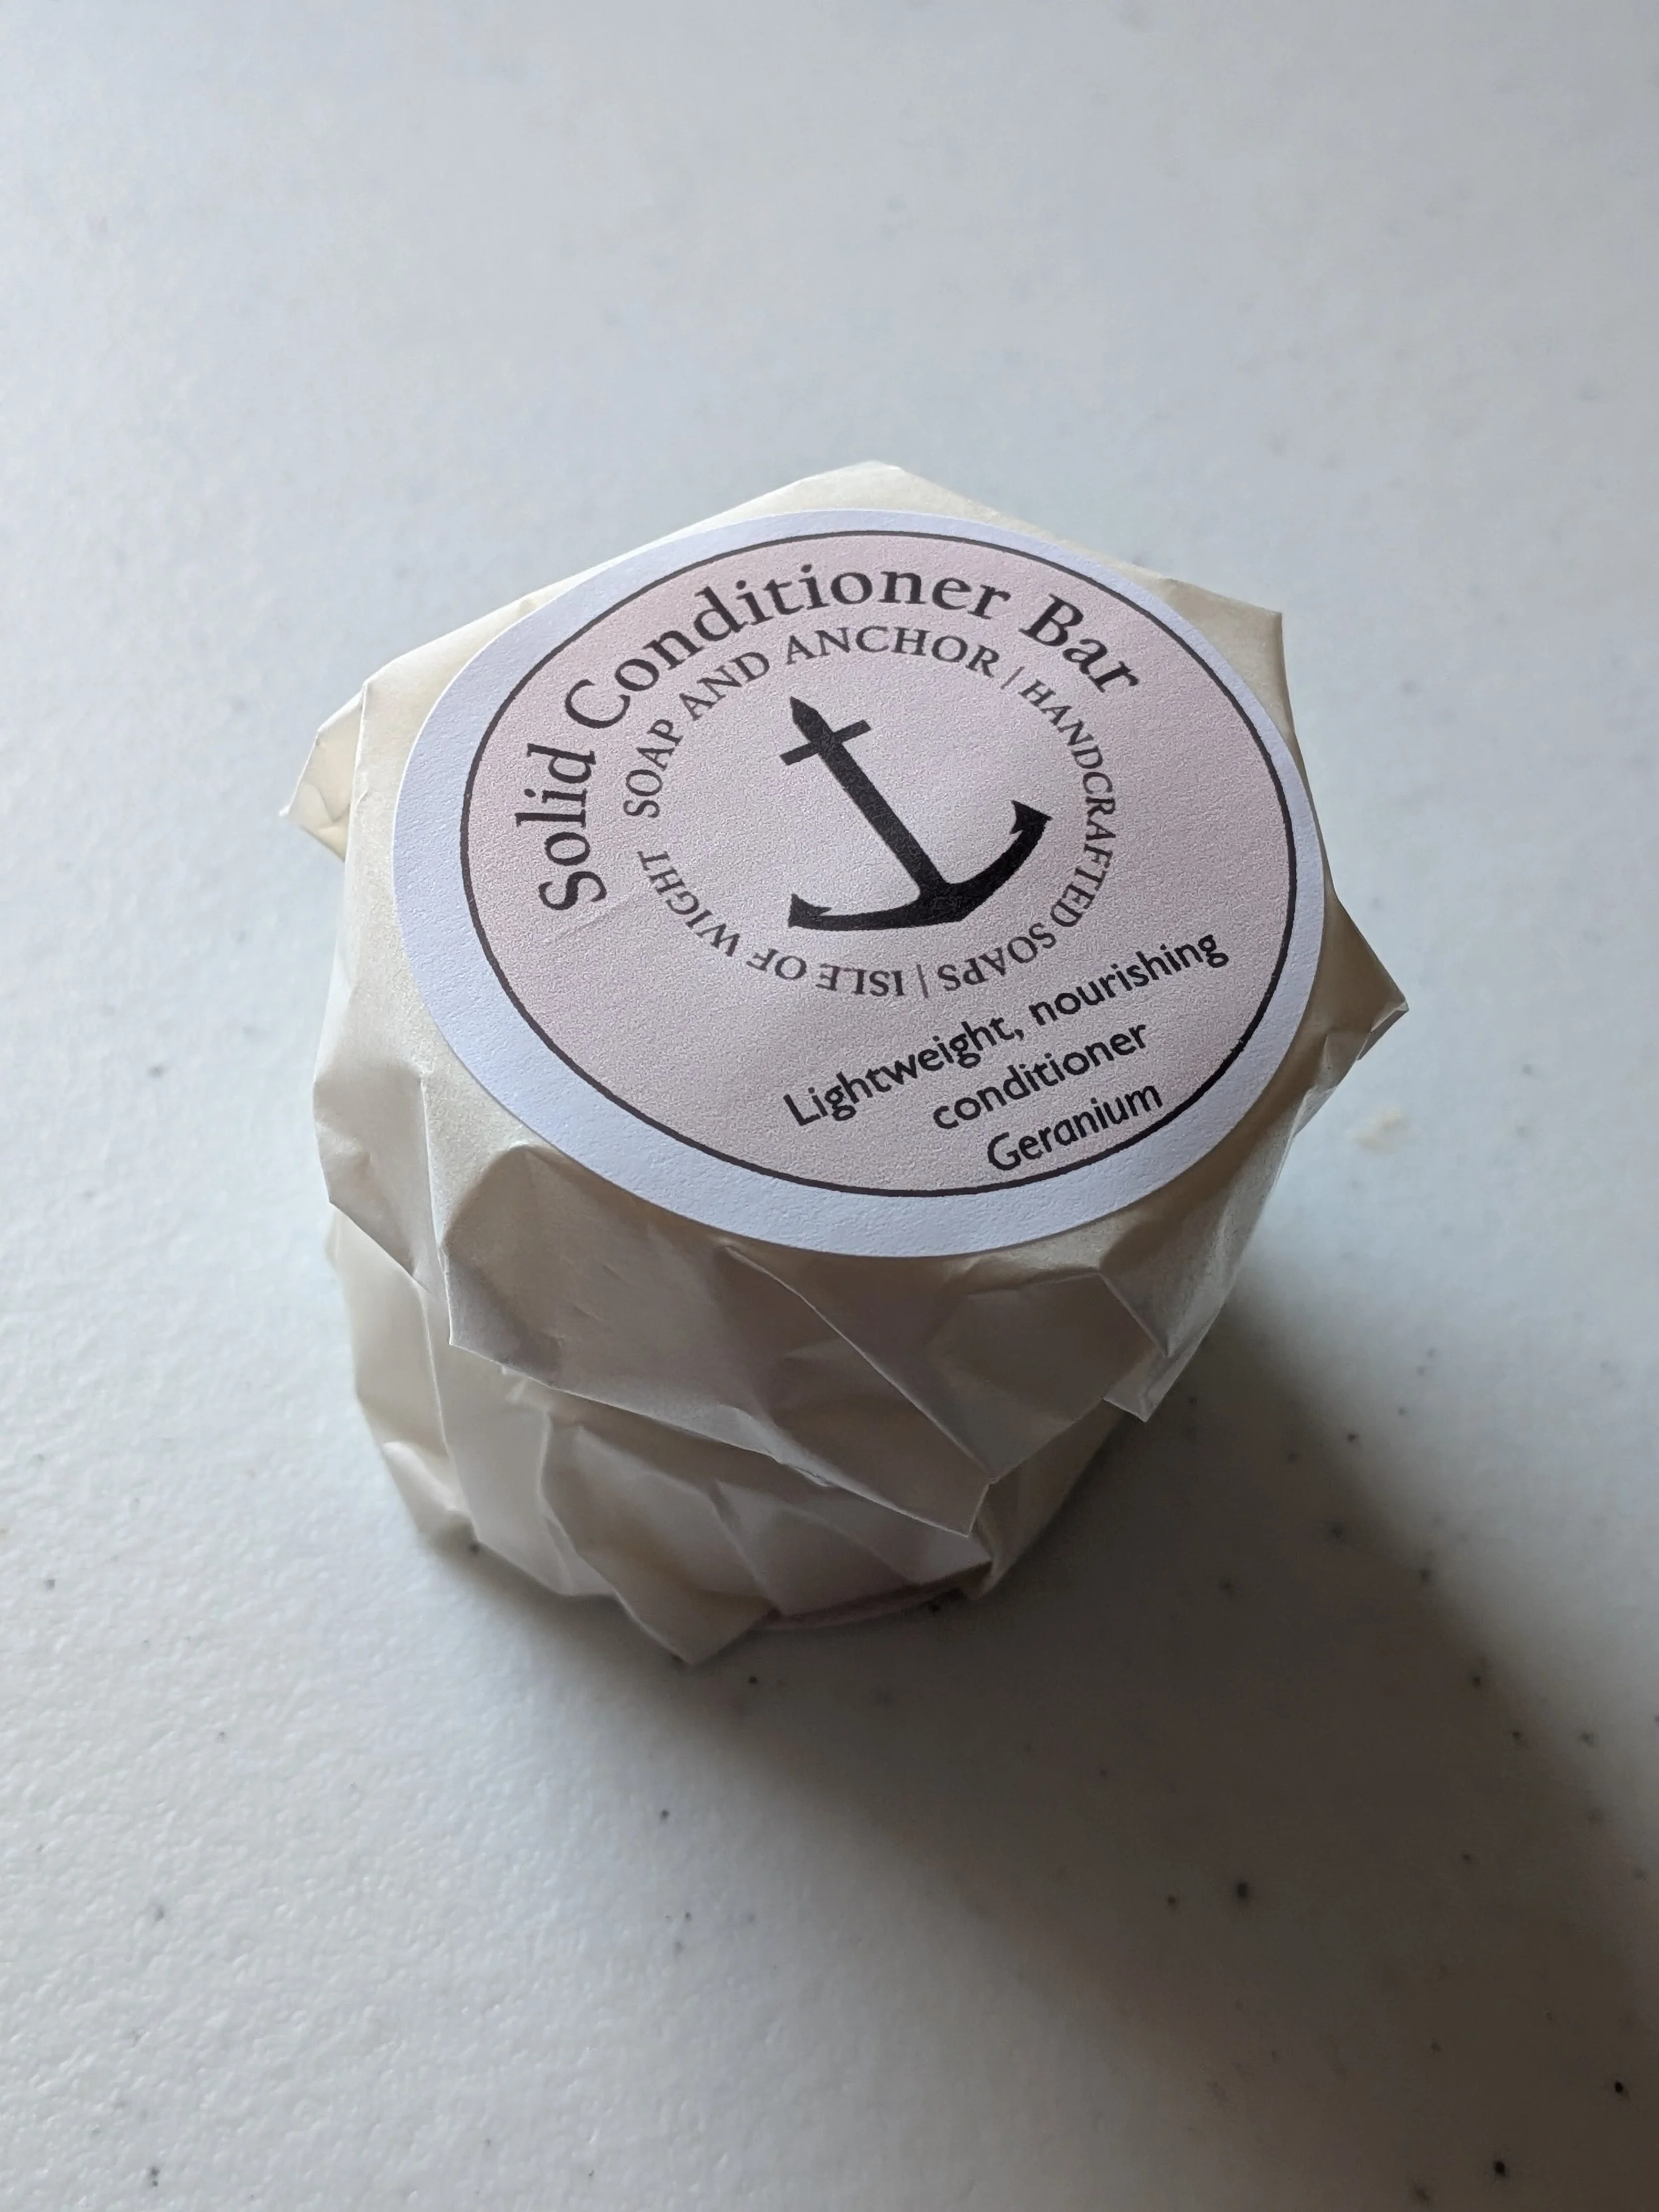 Solid Conditioner Bar
SOAP AND ANCHOR | HANDCRAFTED SOAPS | ISLE OF WIGHT
Lightweight, nourishing
conditioner
Geranium